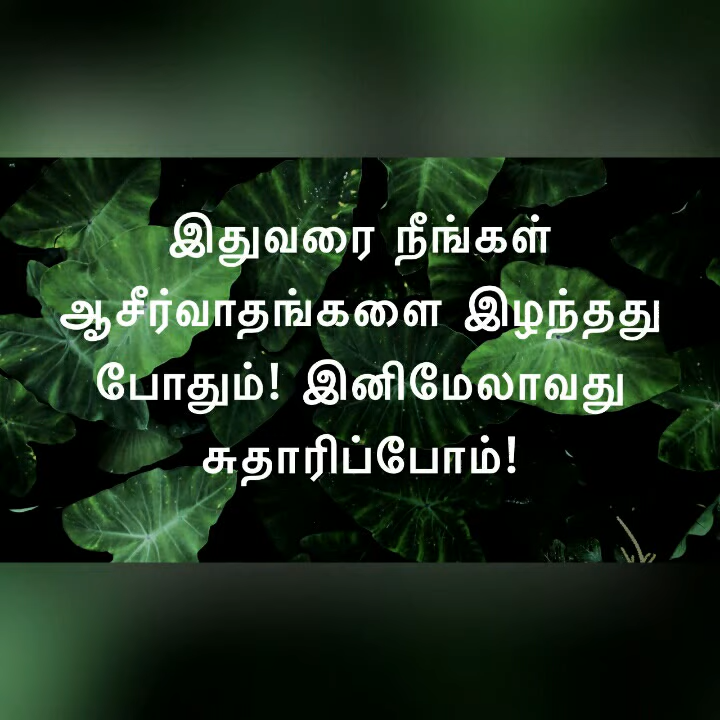 இதுவரை நீங்கள்
ஆசீர்வாதங்களை இழந்தது
போதும்! இனிமேலாவது
சுதாரிப்போம்!